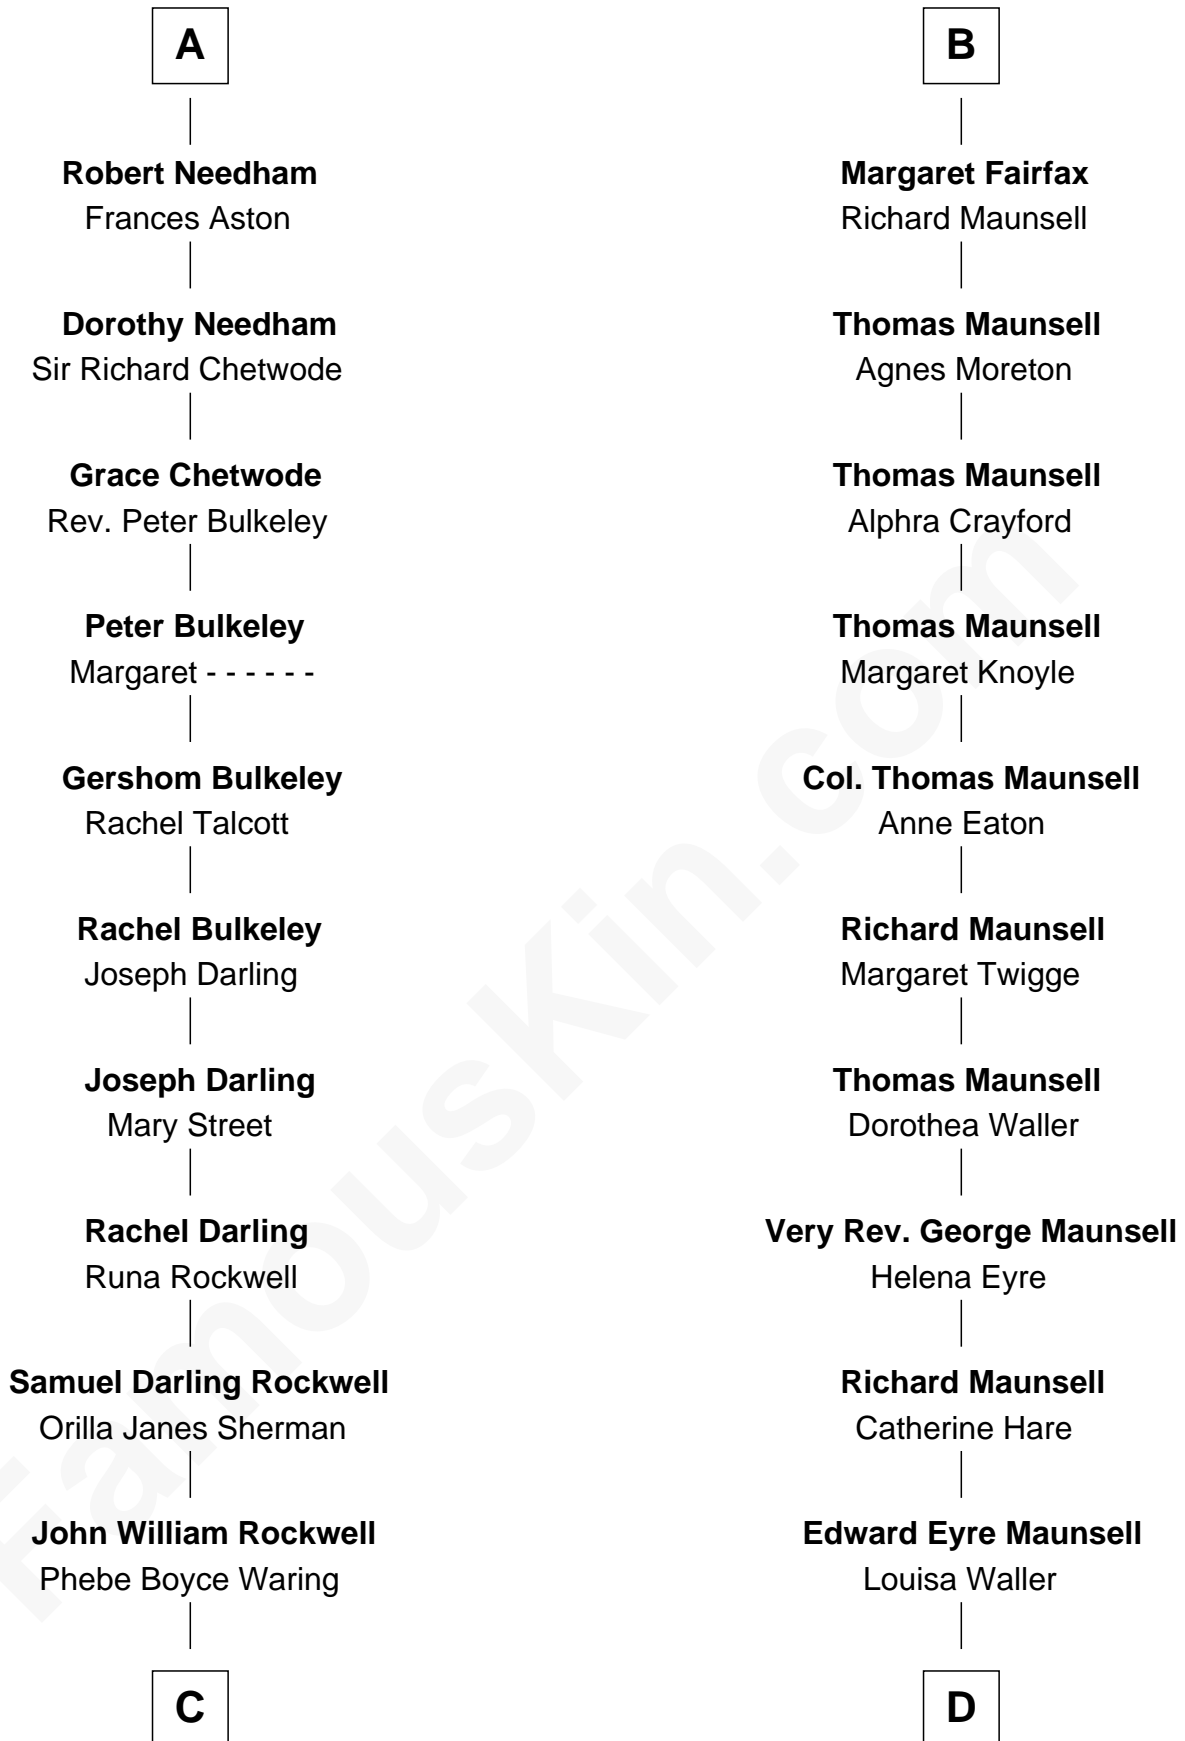 A
Robert Needham
Frances Aston
Dorothy Needham
Sir Richard Chetwode
Grace Chetwode
Rev. Peter Bulkeley
Peter Bulkeley
Margaret - - - - - -
Gershom Bulkeley
Rachel Talcott
Rachel Bulkeley
Joseph Darling
Joseph Darling
Mary Street
Rachel Darling
Runa Rockwell
Samuel Darling Rockwell
Orilla Janes Sherman
John William Rockwell
Phebe Boyce Waring
C
B
Margaret Fairfax
Richard Maunsell
Thomas Maunsell
Agnes Moreton
Thomas Maunsell
Alphra Crayford
Thomas Maunsell
Margaret Knoyle
Col. Thomas Maunsell
Anne Eaton
Richard Maunsell
Margaret Twigge
Thomas Maunsell
Dorothea Waller
Very Rev. George Maunsell
Helena Eyre
Richard Maunsell
Catherine Hare
Edward Eyre Maunsell
Louisa Waller
D
FamousKin.com